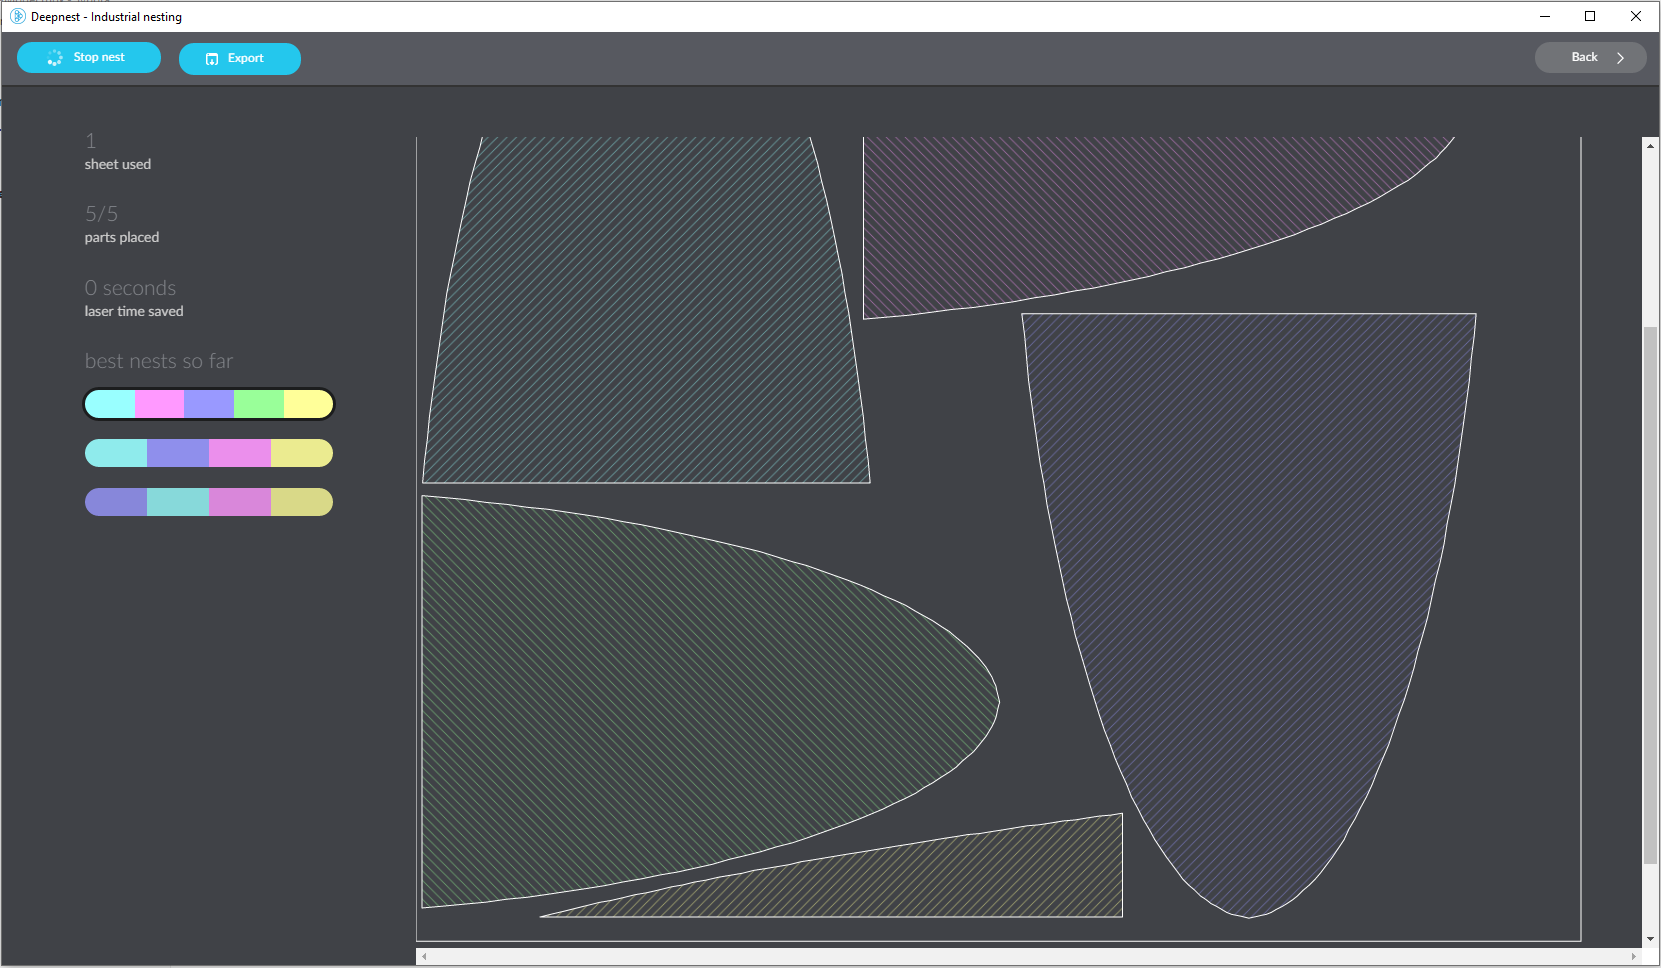 Deepnest - Industrial nesting
Stop nest
Export
Back
1
sheet used
5/5
parts placed
0 seconds
laser time saved
best nests so far